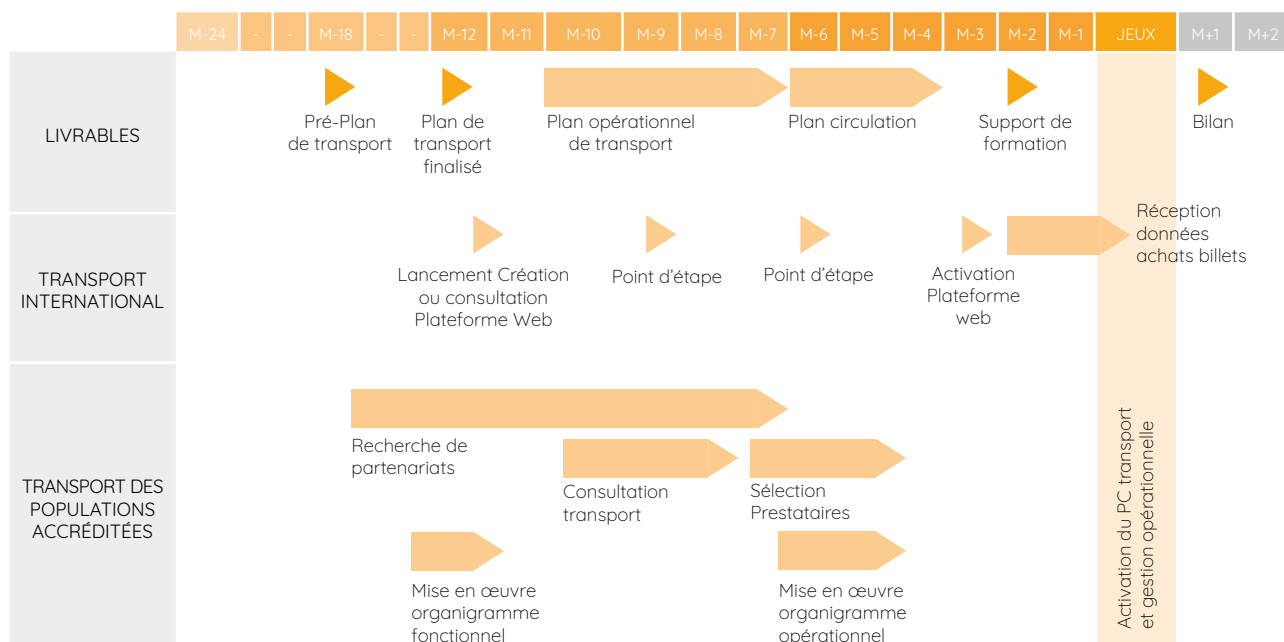 M-24 - - M-18 - - M-12 M-11 M-10 M-9 M-8 M-7 M-6 M-5 M-4 M-3 M-2 M-1 JEUX M+1 M+2
LIVRABLES
Pré-Plan
de transport
Plan de
transport
finalisé
Plan opérationnel
de transport
Plan circulation
Support de
formation
Bilan
TRANSPORT
INTERNATIONAL
Lancement Création
ou consultation
Plateforme Web
Point d’étape
Point d’étape
Activation
Plateforme
web
Réception
données
achats billets
TRANSPORT DES
POPULATIONS
ACCRÉDITÉES
Recherche de
partenariats
Consultation
transport
Sélection
Prestataires
Mise en œuvre
organigramme
fonctionnel
Mise en œuvre
organigramme
opérationnel
Activation du PC transport
et gestion opérationnelle